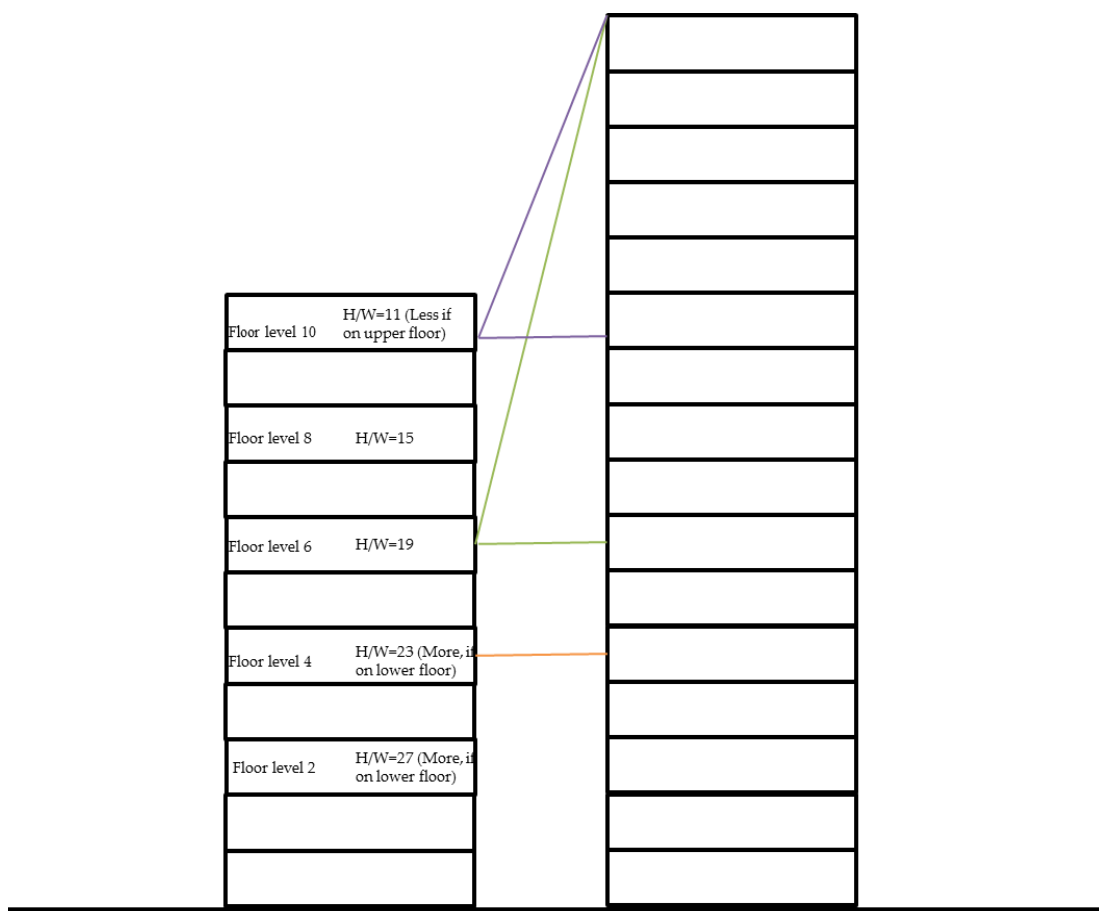 H/W=11 (Less if
on upper floor)
Floor level 10
Floor level 8
H/W=15
Floor level 6
H/W=19
H/W=23 (More, if
on lower floor)
Floor level 4
H/W=27 (More, if
on lower floor)
Floor level 2